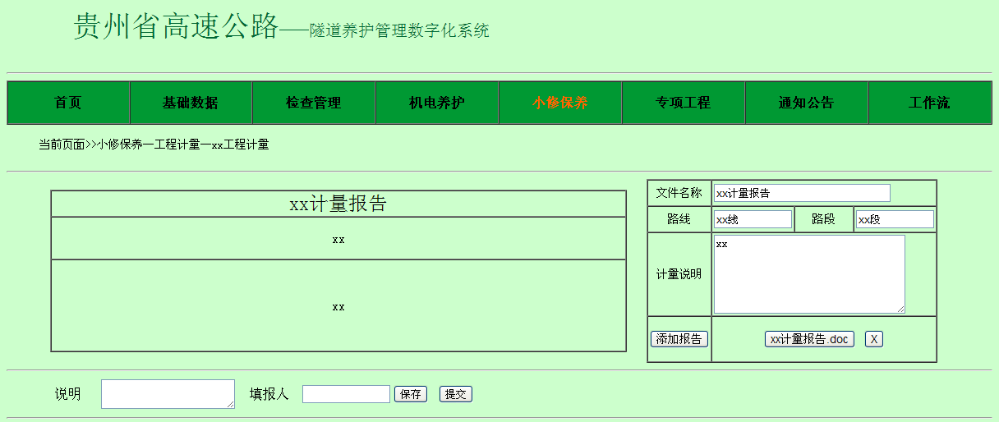 贵州省高速公路——隧道养护管理数字化系统
首页 基础数据 检查管理 机电养护 小修保养 专项工程 通知公告 工作流
当前页面>>小修保养—工程计量—xx工程计量
xx计量报告
xx
xx
文件名称 xx计量报告
路线 xx线 路段 xx段
计量说明 xx
添加报告 xx计量报告.doc X
说明 填报人 保存 提交